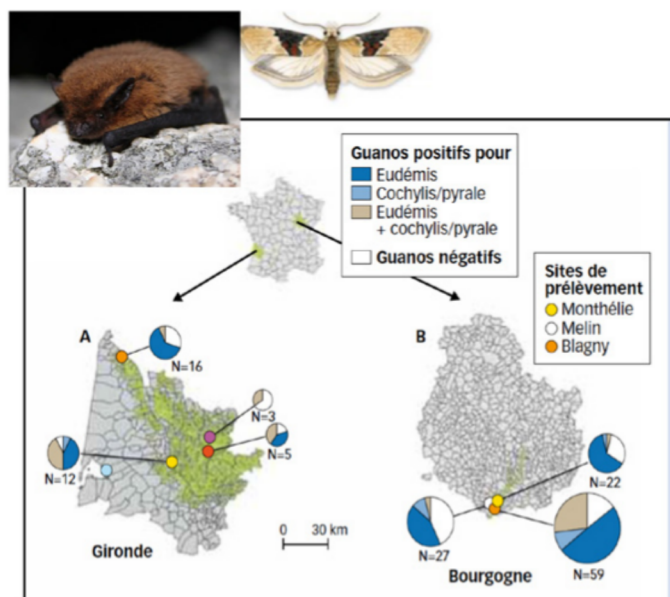 Guanos positifs pour
Eudémis
Cochylis/pyrale
Eudémis
+ cochylis/pyrale
Guanos négatifs
Sites de
prélèvement
Monthélie
Melin
Blagny
A
N=16
N=3
N=5
N=12
0 30 km
Gironde
B
N=22
N=27
N=59
Bourgogne